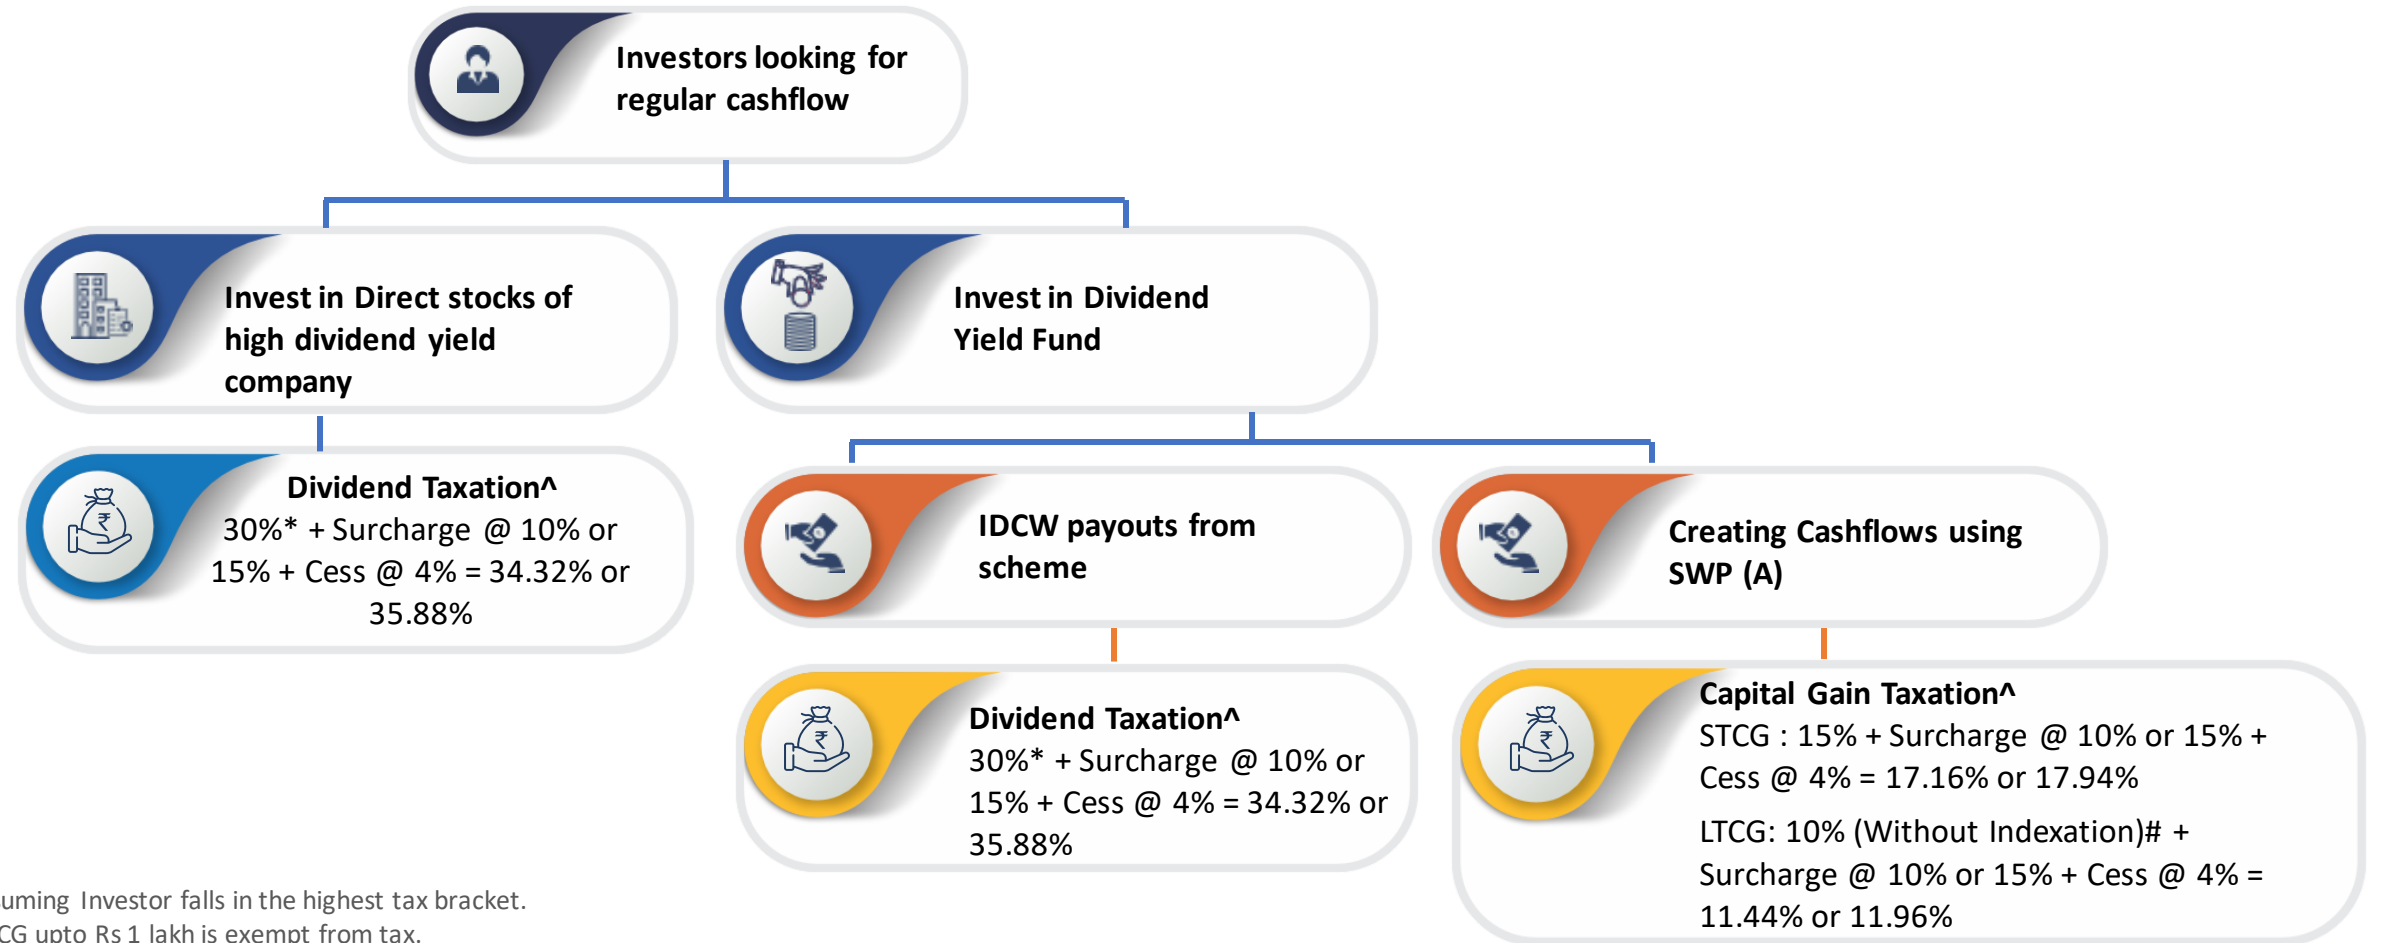 Investors looking for
regular cashflow
Invest in Direct stocks of
high dividend yield
company
Invest in Dividend
Yield Fund
Dividend Taxation^
30%* + Surcharge @ 10% or
15% + Cess @ 4% = 34.32% or
35.88%
IDCW payouts from
scheme
Creating Cashflows using
SWP (A)
Dividend Taxation^
30%* + Surcharge @ 10% or
15% + Cess @ 4% = 34.32% or
35.88%
Capital Gain Taxation^
STCG : 15% + Surcharge @ 10% or 15% +
Cess @ 4% = 17.16% or 17.94%
LTCG: 10% (Without Indexation)# +
Surcharge @ 10% or 15% + Cess @ 4% =
11.44% or 11.96%
uming Investor falls in the highest tax bracket.
CG upto Rs 1 lakh is exempt from tax.